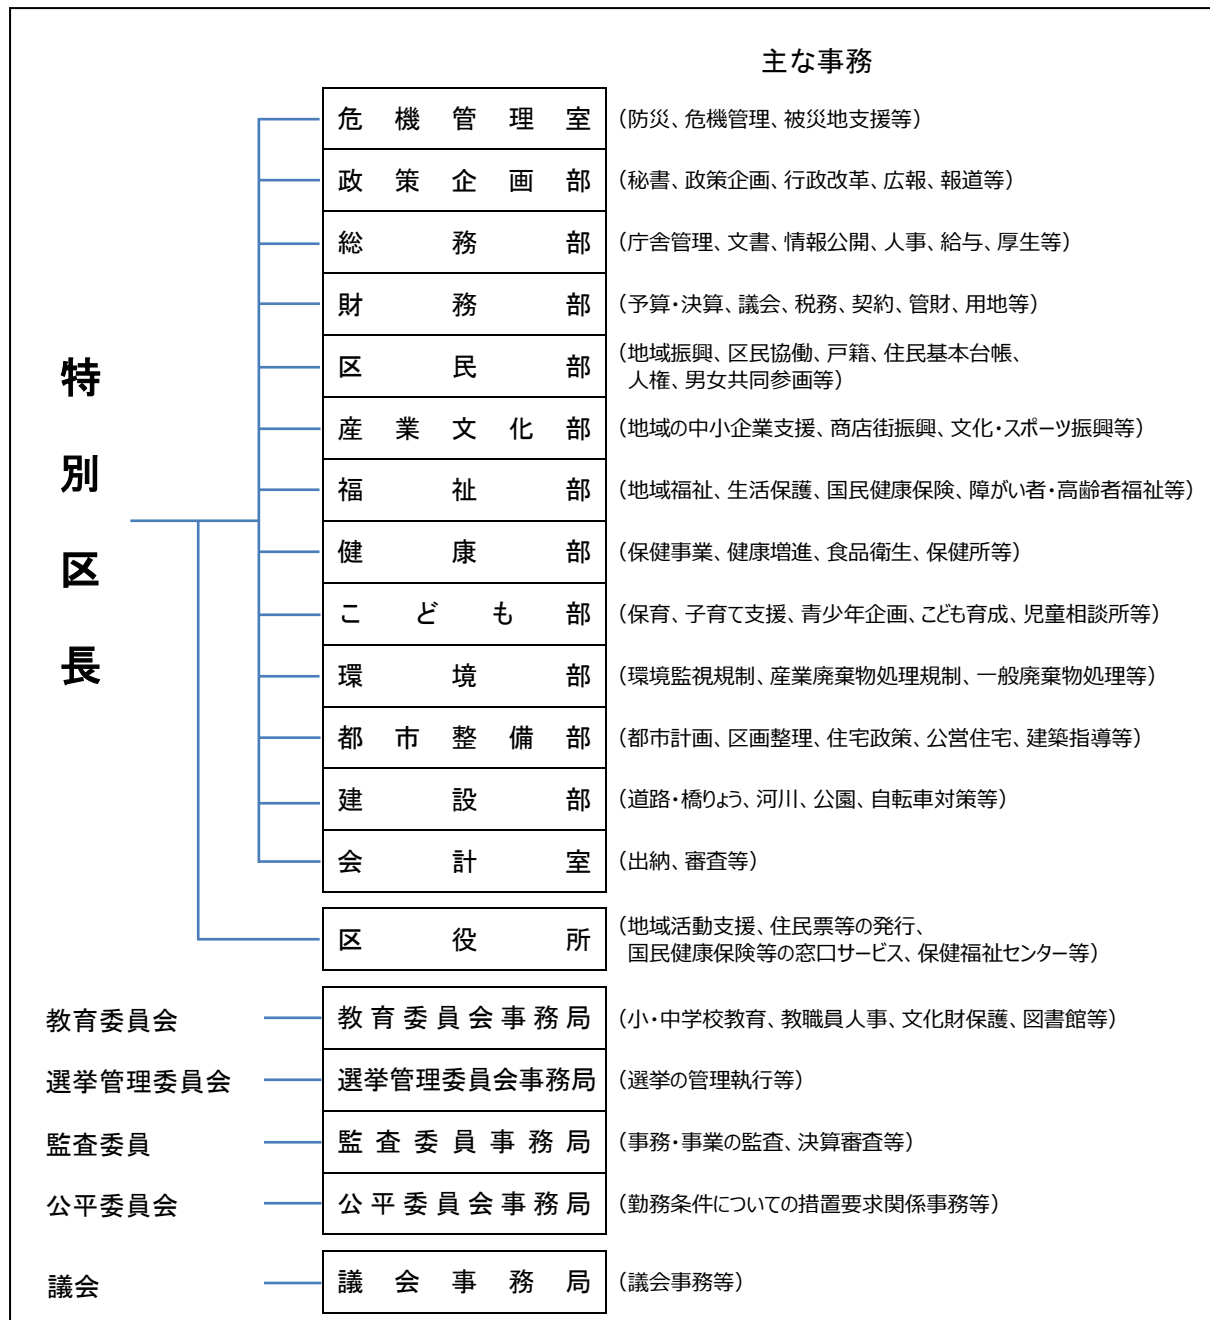 主な事務
特別区長
危機管理室 （防災、危機管理、被災地支援等）
政策企画部 （秘書、政策企画、行政改革、広報、報道等）
総務部 （庁舎管理、文書、情報公開、人事、給与、厚生等）
財務部 （予算・決算、議会、税務、契約、管財、用地等）
区民部 （地域振興、区民協働、戸籍、住民基本台帳、
人権、男女共同参画等）
産業文化部 （地域の中小企業支援、商店街振興、文化・スポーツ振興等）
福祉部 （地域福祉、生活保護、国民健康保険、障がい者・高齢者福祉等）
健康部 （保健事業、健康増進、食品衛生、保健所等）
こども部 （保育、子育て支援、青少年企画、こども育成、児童相談所等）
環境部 （環境監視規制、産業廃棄物処理規制、一般廃棄物処理等）
都市整備部 （都市計画、区画整理、住宅政策、公営住宅、建築指導等）
建設部 （道路・橋りょう、河川、公園、自転車対策等）
会計室 （出納、審査等）
区役所 （地域活動支援、住民票等の発行、
国民健康保険等の窓口サービス、保健福祉センター等）
教育委員会 教育委員会事務局 （小・中学校教育、教職員人事、文化財保護、図書館等）
選挙管理委員会 選挙管理委員会事務局 （選挙の管理執行等）
監査委員 監査委員事務局 （事務・事業の監査、決算審査等）
公平委員会 公平委員会事務局 （勤務条件についての措置要求関係事務等）
議会 議会事務局 （議会事務等）